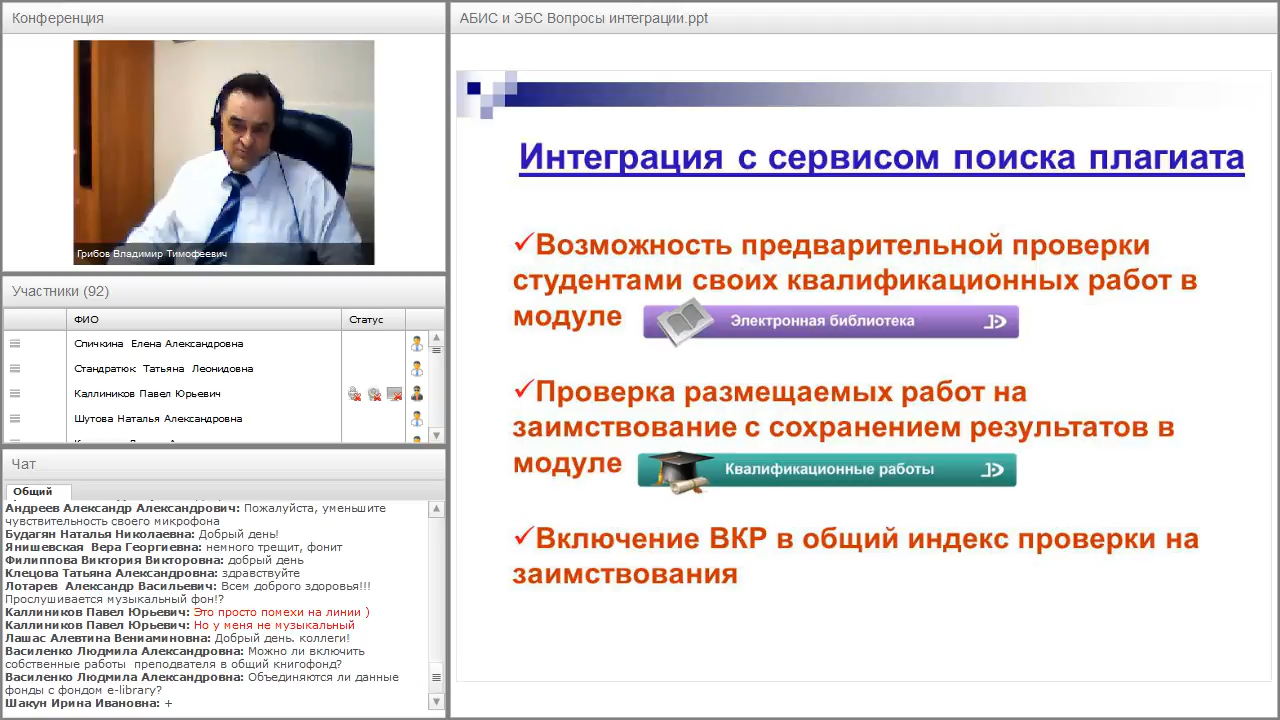 Конференция
Грибов Владимир Тимофеевич
Участники (92)
ФИО
Статус
Спичкина Елена Александровна
Стандратюк Татьяна Леонидовна
Каллиников Павел Юрьевич
Шутова Наталья Александровна
Чат
Общий
Андреев Александр Александрович: Пожалуйста, уменьшите
чувствительность своего микрофона
Будагян Наталья Николаевна: Добрый день!
Янишевская Вера Георгиевна: немного трещит, фонит
Филиппова Виктория Викторовна: добрый день
Клецова Татьяна Александровна: здравствуйте
Лотарев Александр Васильевич: Всем доброго здоровья!!!
Прослушивается музыкальный фон!?
Каллиников Павел Юрьевич: Это просто помехи на линии )
Каллиников Павел Юрьевич: Но у меня не музыкальный
Лашас Алевтина Вениаминовна: Добрый день. коллеги!
Василенко Людмила Александровна: Можно ли включить
собственные работы преподвателя в общий книгофонд?
Василенко Людмила Александровна: Объединяются ли данные
фонды с фондом e-library?
Шакун Ирина Ивановна: +
АБИС и ЭБС Вопросы интеграции.ppt
Интеграция с сервисом поиска плагиата
Возможность предварительной проверки
студентами своих квалификационных работ в
модуле Электронная библиотека
Проверка размещаемых работ на
заимствование с сохранением результатов в
модуле Квалификационные работы
Включение ВКР в общий индекс проверки на
заимствования